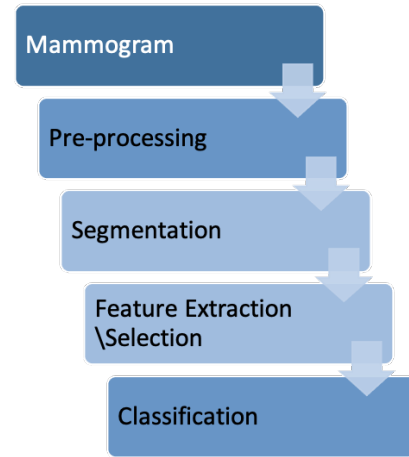 Mammogram
Pre-processing
Segmentation
Feature Extraction
\Selection
Classification